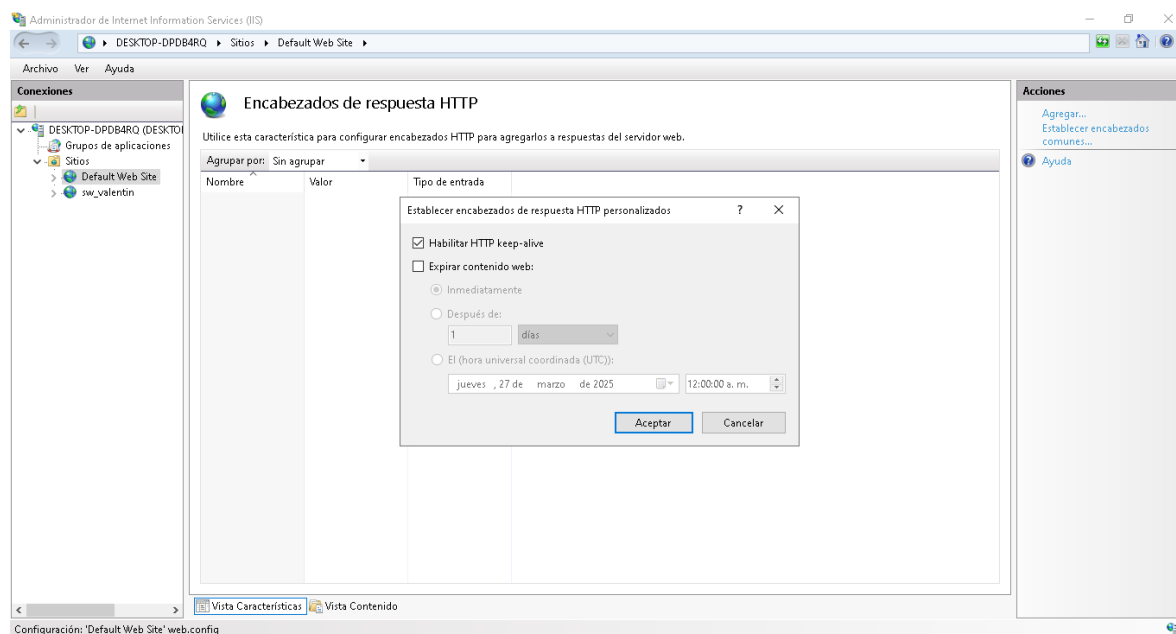 Administrador de Internet Information Services (IIS)
DESKTOP-DPDB4RQ Sitios Default Web Site
Archivo Ver Ayuda
Conexiones
DESKTOP-DPDB4RQ (DESKTOI
Grupos de aplicaciones
Sitios
Default Web Site
sw_valentin
Encabezados de respuesta HTTP
Utilice esta característica para configurar encabezados HTTP para agregarlos a respuestas del servidor web.
Agrupar por: Sin agrupar
Nombre Valor Tipo de entrada
Establecer encabezados de respuesta HTTP personalizados ?
Habilitar HTTP keep-alive
Expirar contenido web:
Inmediatamente
Después de:
1 días
El (hora universal coordinada (UTC)):
jueves , 27 de marzo de 2025 12:00:00 a. m.
Aceptar Cancelar
Vista Características Vista Contenido
Acciones
Agregar...
Establecer encabezados
comunes...
Ayuda
Configuración: 'Default Web Site' web.config